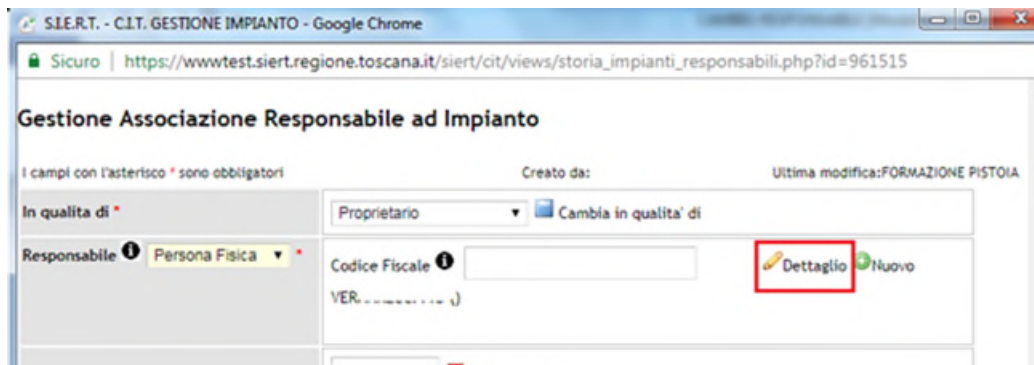 S.I.E.R.T. - C.I.T. GESTIONE IMPIANTO - Google Chrome
Sicuro | https://wwwtest.siert.regione.toscana.it/siert/cit/views/storia_impianti_responsabili.php?id=961515
Gestione Associazione Responsabile ad Impianto
I campi con l'asterisco * sono obbligatori Creato da: Ultima modifica:FORMAZIONE PISTOIA
In qualita di * Proprietario Cambia in qualita' di
Responsabile Persona Fisica * Codice Fiscale Dettaglio Nuovo
VER